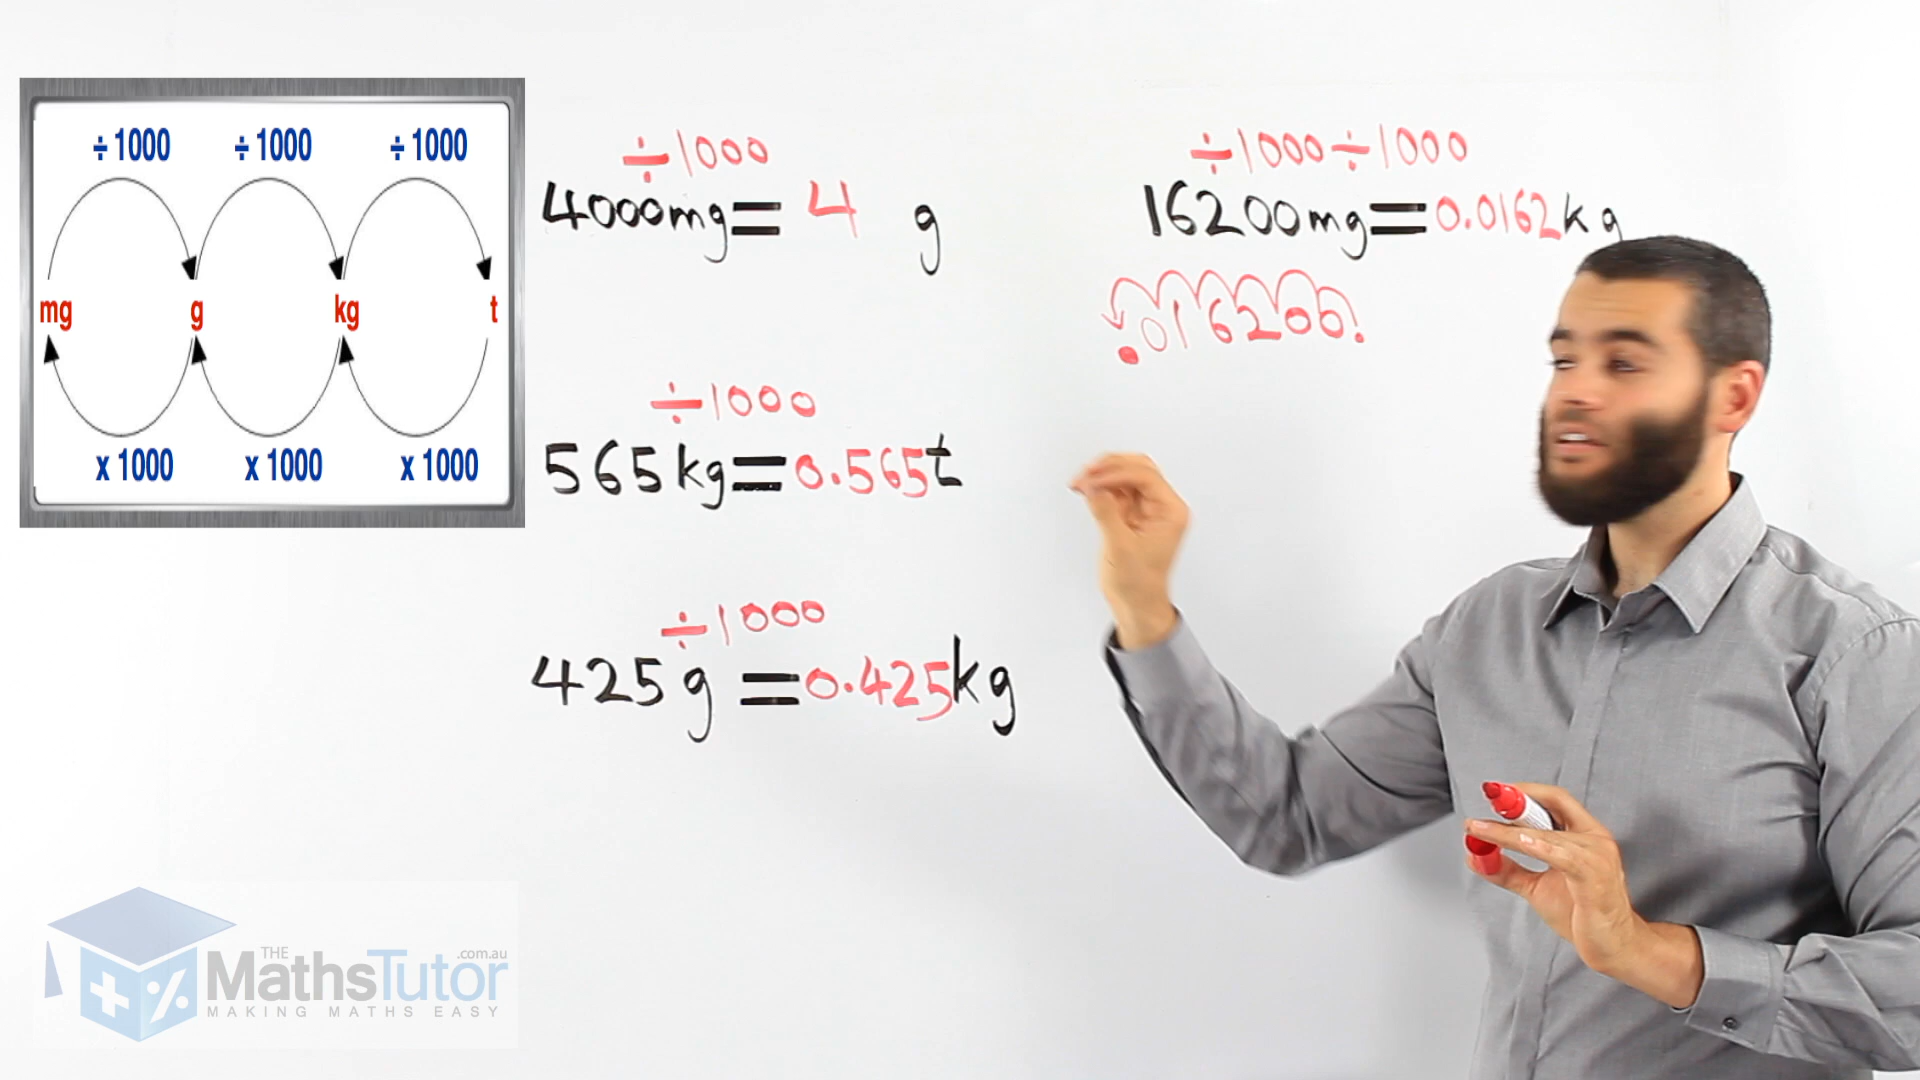 ÷ 1000 ÷ 1000 ÷ 1000
mg g kg t
x 1000 x 1000 x 1000
÷1000
4000mg = 4 g
÷1000
565kg = 0.565t
÷1000
425g = 0.425kg
÷1000÷1000
16200mg = 0.0162kg
.016200.
THE
MathsTutor .com.au
MAKING MATHS EASY